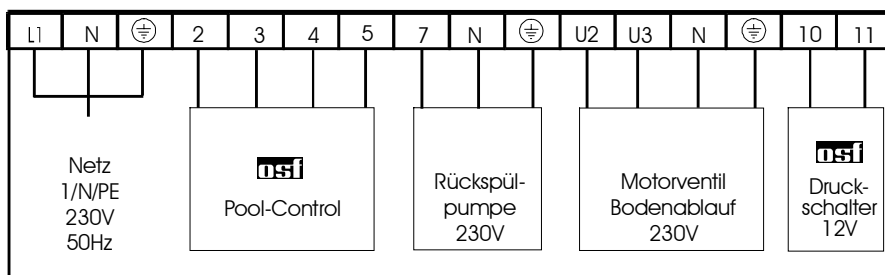 L1 N 2 3 4 5 7 N U2 U3 N 10 11
Netz
1/N/PE
230V
50Hz
osf
Pool-Control
Rückspül-
pumpe
230V
Motorventil
Bodenablauf
230V
osf
Druck-
schalter
12V